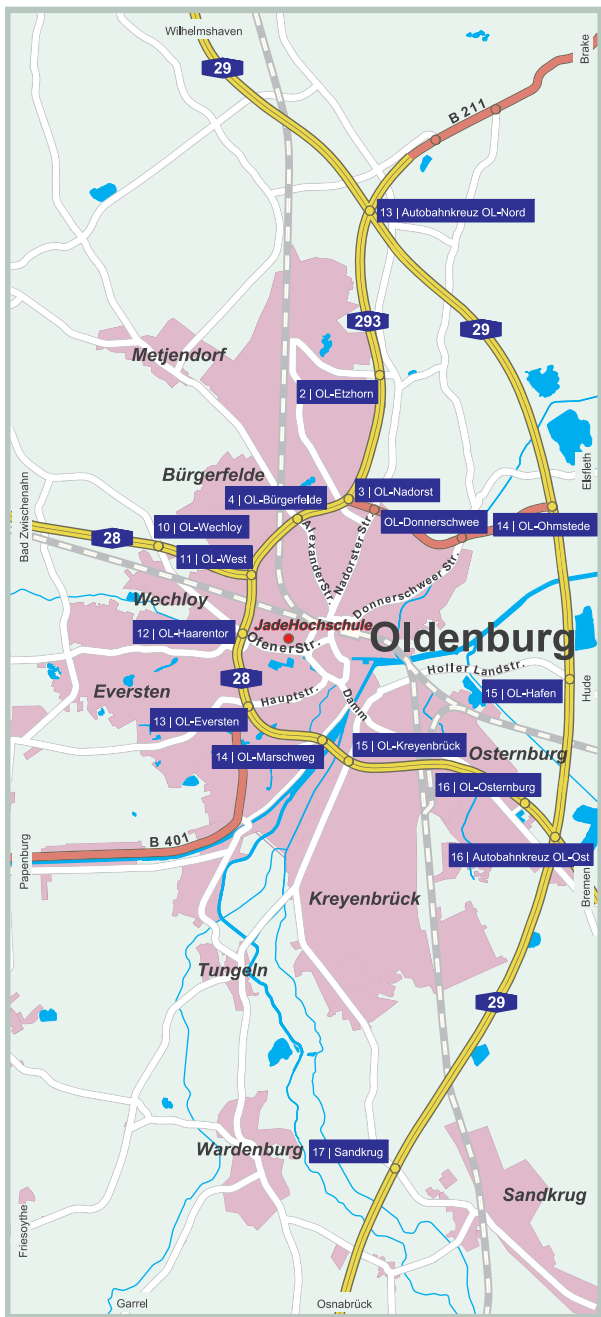 Wilhelmshaven
Brake
29
B 211
13 | Autobahnkreuz OL-Nord
293
29
Metjendorf
2 | OL-Etzhorn
Bürgerfelde
Elsfleth
Bad Zwischenahn
4 | OL-Bürgerfelde
3 | OL-Nadorst
10 | OL-Wechloy
OL-Donnerschwee
14 | OL-Ohmstede
28
11 | OL-West
AlexanderStr.
Nadorster Str.
Donnerschweer Str.
Wechloy
JadeHochschule
12 | OL-Haarentor
OfenerStr.
Oldenburg
Holler Landstr.
28
Eversten
Hauptstr.
Damm
15 | OL-Hafen
Hude
13 | OL-Eversten
14 | OL-Marschweg
15 | OL-Kreyenbrück
Osternburg
16 | OL-Osternburg
B 401
Papenburg
16 | Autobahnkreuz OL-Ost
Bremen
Kreyenbrück
Tungeln
29
Wardenburg
17 | Sandkrug
Sandkrug
Friesoythe
Garrel
Osnabrück